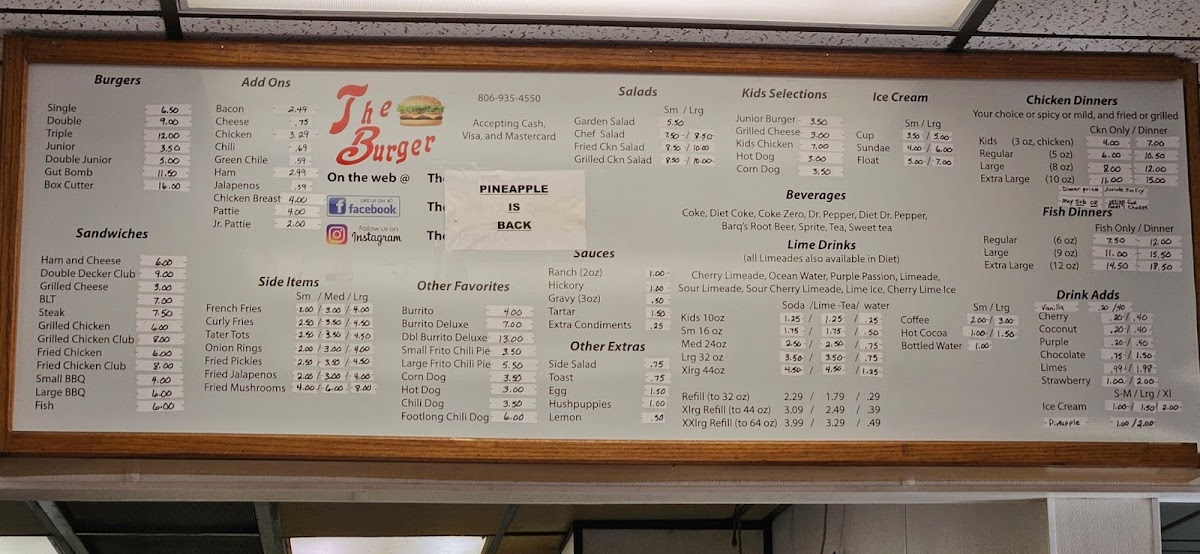 Burgers
Single 6.50
Double 9.00
Triple 12.00
Junior 3.50
Double Junior 5.00
Gut Bomb 11.50
Box Cutter 16.00
Sandwiches
Ham and Cheese 6.00
Double Decker Club 9.00
Grilled Cheese 3.00
BLT 7.00
Steak 7.50
Grilled Chicken 6.00
Grilled Chicken Club 8.00
Fried Chicken 6.00
Fried Chicken Club 8.00
Small BBQ 4.00
Large BBQ 6.00
Fish 6.00
Add Ons
Bacon 2.49
Cheese .75
Chicken 3.29
Chili .69
Green Chile .59
Ham 2.99
Jalapenos .39
Chicken Breast 4.00
Pattie 4.00
Jr. Pattie 2.00
Side Items
Sm / Med / Lrg
French Fries 2.00 / 3.00 / 4.00
Curly Fries 2.50 / 3.50 / 4.50
Tater Tots 2.50 / 3.50 / 4.50
Onion Rings 2.00 / 3.00 / 4.00
Fried Pickles 2.50 / 3.50 / 4.50
Fried Jalapenos 2.00 / 3.00 / 4.00
Fried Mushrooms 4.00 / 6.00 / 8.00
The
Burger
On the web @
LIKE US ON
facebook
Follow us on
Instagram
The
The
806-935-4550
Accepting Cash,
Visa, and Mastercard
PINEAPPLE
IS
BACK
Other Favorites
Burrito 4.00
Burrito Deluxe 7.00
Dbl Burrito Deluxe 13.00
Small Frito Chili Pie 3.50
Large Frito Chili Pie 5.50
Corn Dog 3.50
Hot Dog 3.00
Chili Dog 3.50
Footlong Chili Dog 6.00
Salads
Sm / Lrg
Garden Salad 5.50
Chef Salad 7.50 / 8.50
Fried Ckn Salad 8.50 / 10.00
Grilled Ckn Salad 8.50 / 10.00
Sauces
Ranch (2oz) 1.00
Hickory 1.00
Gravy (3oz) .50
Tartar 1.50
Extra Condiments .25
Other Extras
Side Salad .75
Toast .75
Egg 1.50
Hushpuppies 1.00
Lemon .50
Kids Selections
Junior Burger 3.50
Grilled Cheese 3.00
Kids Chicken 7.00
Hot Dog 3.00
Corn Dog 3.50
Ice Cream
Sm / Lrg
Cup 3.50 / 5.00
Sundae 4.00 / 6.00
Float 5.00 / 7.00
Beverages
Coke, Diet Coke, Coke Zero, Dr. Pepper, Diet Dr. Pepper,
Barq's Root Beer, Sprite, Tea, Sweet tea
Lime Drinks
(all Limeades also available in Diet)
Cherry Limeade, Ocean Water, Purple Passion, Limeade,
Sour Limeade, Sour Cherry Limeade, Lime Ice, Cherry Lime Ice
Soda /Lime -Tea/ water
Kids 10oz 1.25 / 1.25 / .25
Sm 16 oz 1.75 / 1.75 / .50
Med 24oz 2.50 / 2.50 / .75
Lrg 32 oz 3.50 / 3.50 / .75
Xlrg 44oz 4.50 / 4.50 / 1.25
Refill (to 32 oz) 2.29 / 1.79 / .29
Xlrg Refill (to 44 oz) 3.09 / 2.49 / .39
XXlrg Refill (to 64 oz) 3.99 / 3.29 / .49
Sm / Lrg
Coffee 2.00 / 3.00
Hot Cocoa 1.00 / 1.50
Bottled Water 1.00
Chicken Dinners
Your choice or spicy or mild, and fried or grilled
Ckn Only / Dinner
Kids (3 oz, chicken) 4.00 7.00
Regular (5 oz) 6.00 10.50
Large (8 oz) 8.00 12.00
Extra Large (10 oz) 11.00 15.00
Dinner prices Include
May Sub or
Fish Dinners
Fish Only / Dinner
Regular (6 oz) 7.50 12.00
Large (9 oz) 11.00 15.50
Extra Large (12 oz) 14.50 18.50
Drink Adds
Vanilla .20 / .40
Cherry .20 / .40
Coconut .20 / .40
Purple .20 / .40
Chocolate .75 / 1.50
Limes .99 / 1.98
Strawberry 1.00 / 2.00
S-M / Lrg / Xl
Ice Cream 1.00 / 1.50 / 2.00
Pineapple 1.00 / 2.00